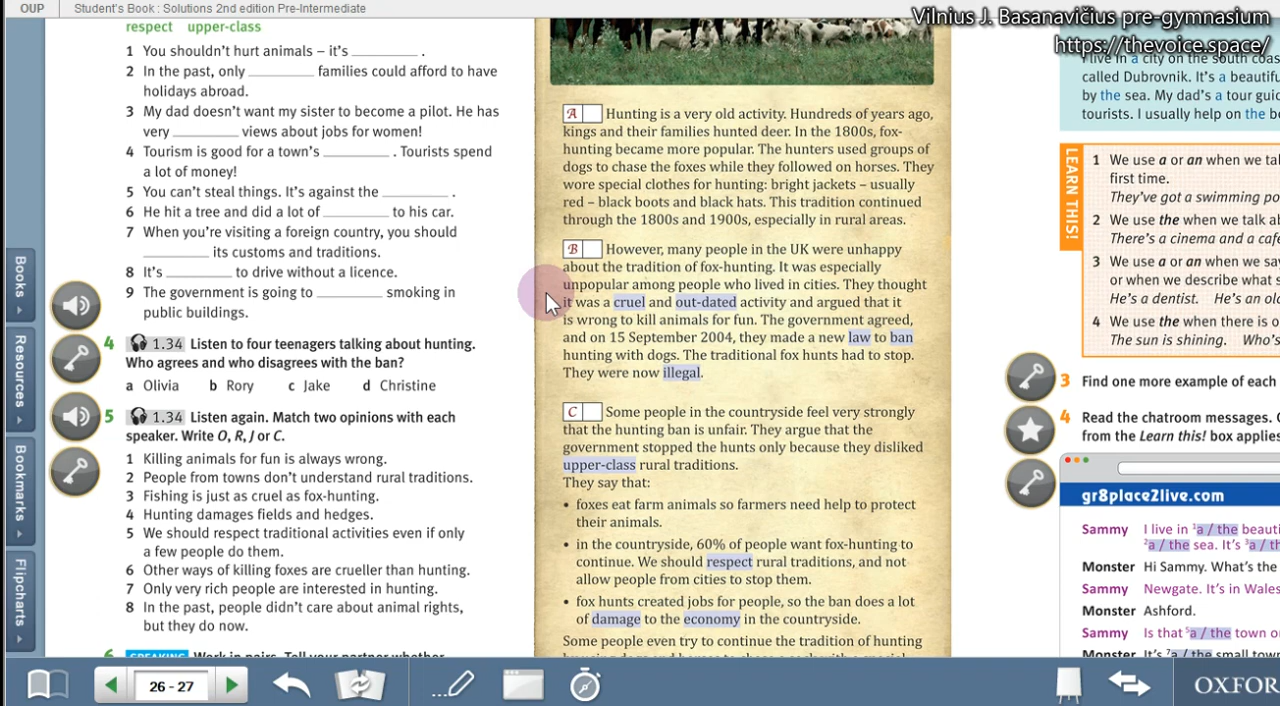 OUP Student's Book : Solutions 2nd edition Pre-Intermediate
Vilnius J. Basanavičius pre-gymnasium
https://thevoice.space/
respect upper-class
1 You shouldn't hurt animals – it's ________ .
2 In the past, only ________ families could afford to have
holidays abroad.
3 My dad doesn't want my sister to become a pilot. He has
very ________ views about jobs for women!
4 Tourism is good for a town's ________ . Tourists spend
a lot of money!
5 You can't steal things. It's against the ________ .
6 He hit a tree and did a lot of ________ to his car.
7 When you're visiting a foreign country, you should
________ its customs and traditions.
8 It's ________ to drive without a licence.
9 The government is going to ________ smoking in
public buildings.
4 1.34 Listen to four teenagers talking about hunting.
Who agrees and who disagrees with the ban?
a Olivia b Rory c Jake d Christine
5 1.34 Listen again. Match two opinions with each
speaker. Write O, R, J or C.
1 Killing animals for fun is always wrong.
2 People from towns don't understand rural traditions.
3 Fishing is just as cruel as fox-hunting.
4 Hunting damages fields and hedges.
5 We should respect traditional activities even if only
a few people do them.
6 Other ways of killing foxes are crueller than hunting.
7 Only very rich people are interested in hunting.
8 In the past, people didn't care about animal rights,
but they do now.
6 SPEAKING Work in pairs. Tell your partner whether
A Hunting is a very old activity. Hundreds of years ago,
kings and their families hunted deer. In the 1800s, fox-
hunting became more popular. The hunters used groups of
dogs to chase the foxes while they followed on horses. They
wore special clothes for hunting: bright jackets – usually
red – black boots and black hats. This tradition continued
through the 1800s and 1900s, especially in rural areas.
B However, many people in the UK were unhappy
about the tradition of fox-hunting. It was especially
unpopular among people who lived in cities. They thought
it was a cruel and out-dated activity and argued that it
is wrong to kill animals for fun. The government agreed,
and on 15 September 2004, they made a new law to ban
hunting with dogs. The traditional fox hunts had to stop.
They were now illegal.
C Some people in the countryside feel very strongly
that the hunting ban is unfair. They argue that the
government stopped the hunts only because they disliked
upper-class rural traditions.
They say that:
• foxes eat farm animals so farmers need help to protect
their animals.
• in the countryside, 60% of people want fox-hunting to
continue. We should respect rural traditions, and not
allow people from cities to stop them.
• fox hunts created jobs for people, so the ban does a lot
of damage to the economy in the countryside.
Some people even try to continue the tradition of hunting
I live in a city on the south coas
called Dubrovnik. It's a beautifu
by the sea. My dad's a tour guid
tourists. I usually help on the bo
LEARN THIS!
1 We use a or an when we tal
first time.
They've got a swimming po
2 We use the when we talk ab
There's a cinema and a café
3 We use a or an when we say
or when we describe what s
He's a dentist. He's an old
4 We use the when there is o
The sun is shining. Who's
3 Find one more example of each
4 Read the chatroom messages. C
from the Learn this! box applies
gr8place2live.com
Sammy I live in 1a / the beauti
2a / the sea. It's 3a / th
Monster Hi Sammy. What's the
Sammy Newgate. It's in Wales
Monster Ashford.
Sammy Is that 5a / the town o
Monster It's 7a / the small town
Books
Resources
Bookmarks
Flipcharts
26 - 27
OXFOR